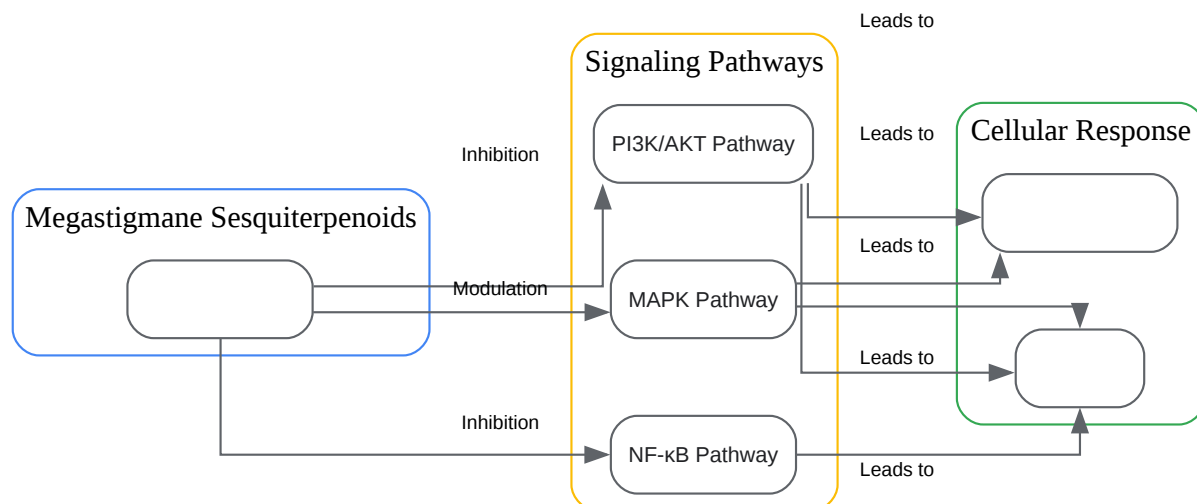 Leads to
Signaling Pathways
PI3K/AKT Pathway
Leads to
Cellular Response
Inhibition
Megastigmane Sesquiterpenoids
Leads to
Modulation
MAPK Pathway
Leads to
Inhibition
NF-κB Pathway
Leads to